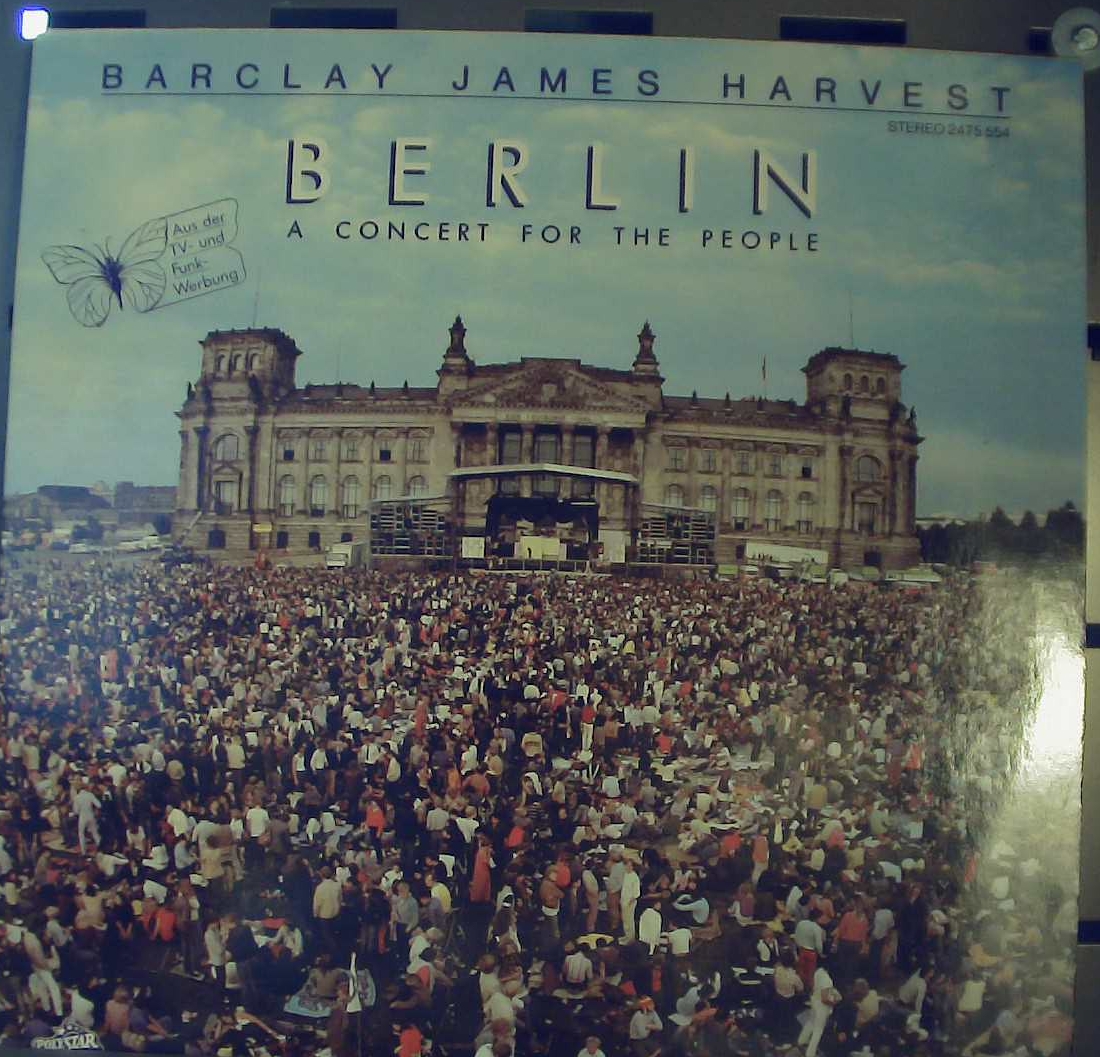 BARCLAY JAMES HARVEST
STEREO 2475 554
BERLIN
A CONCERT FOR THE PEOPLE
Aus der
TV- und
Funk-
Werbung
POLYSTAR